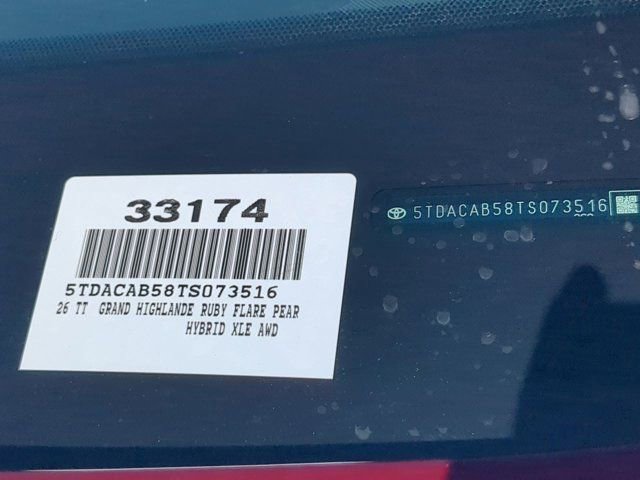 33174
5TDACAB58TS073516
26 TT GRAND HIGHLANDE RUBY FLARE PEAR
HYBRID XLE AWD
5TDACAB58TS073516